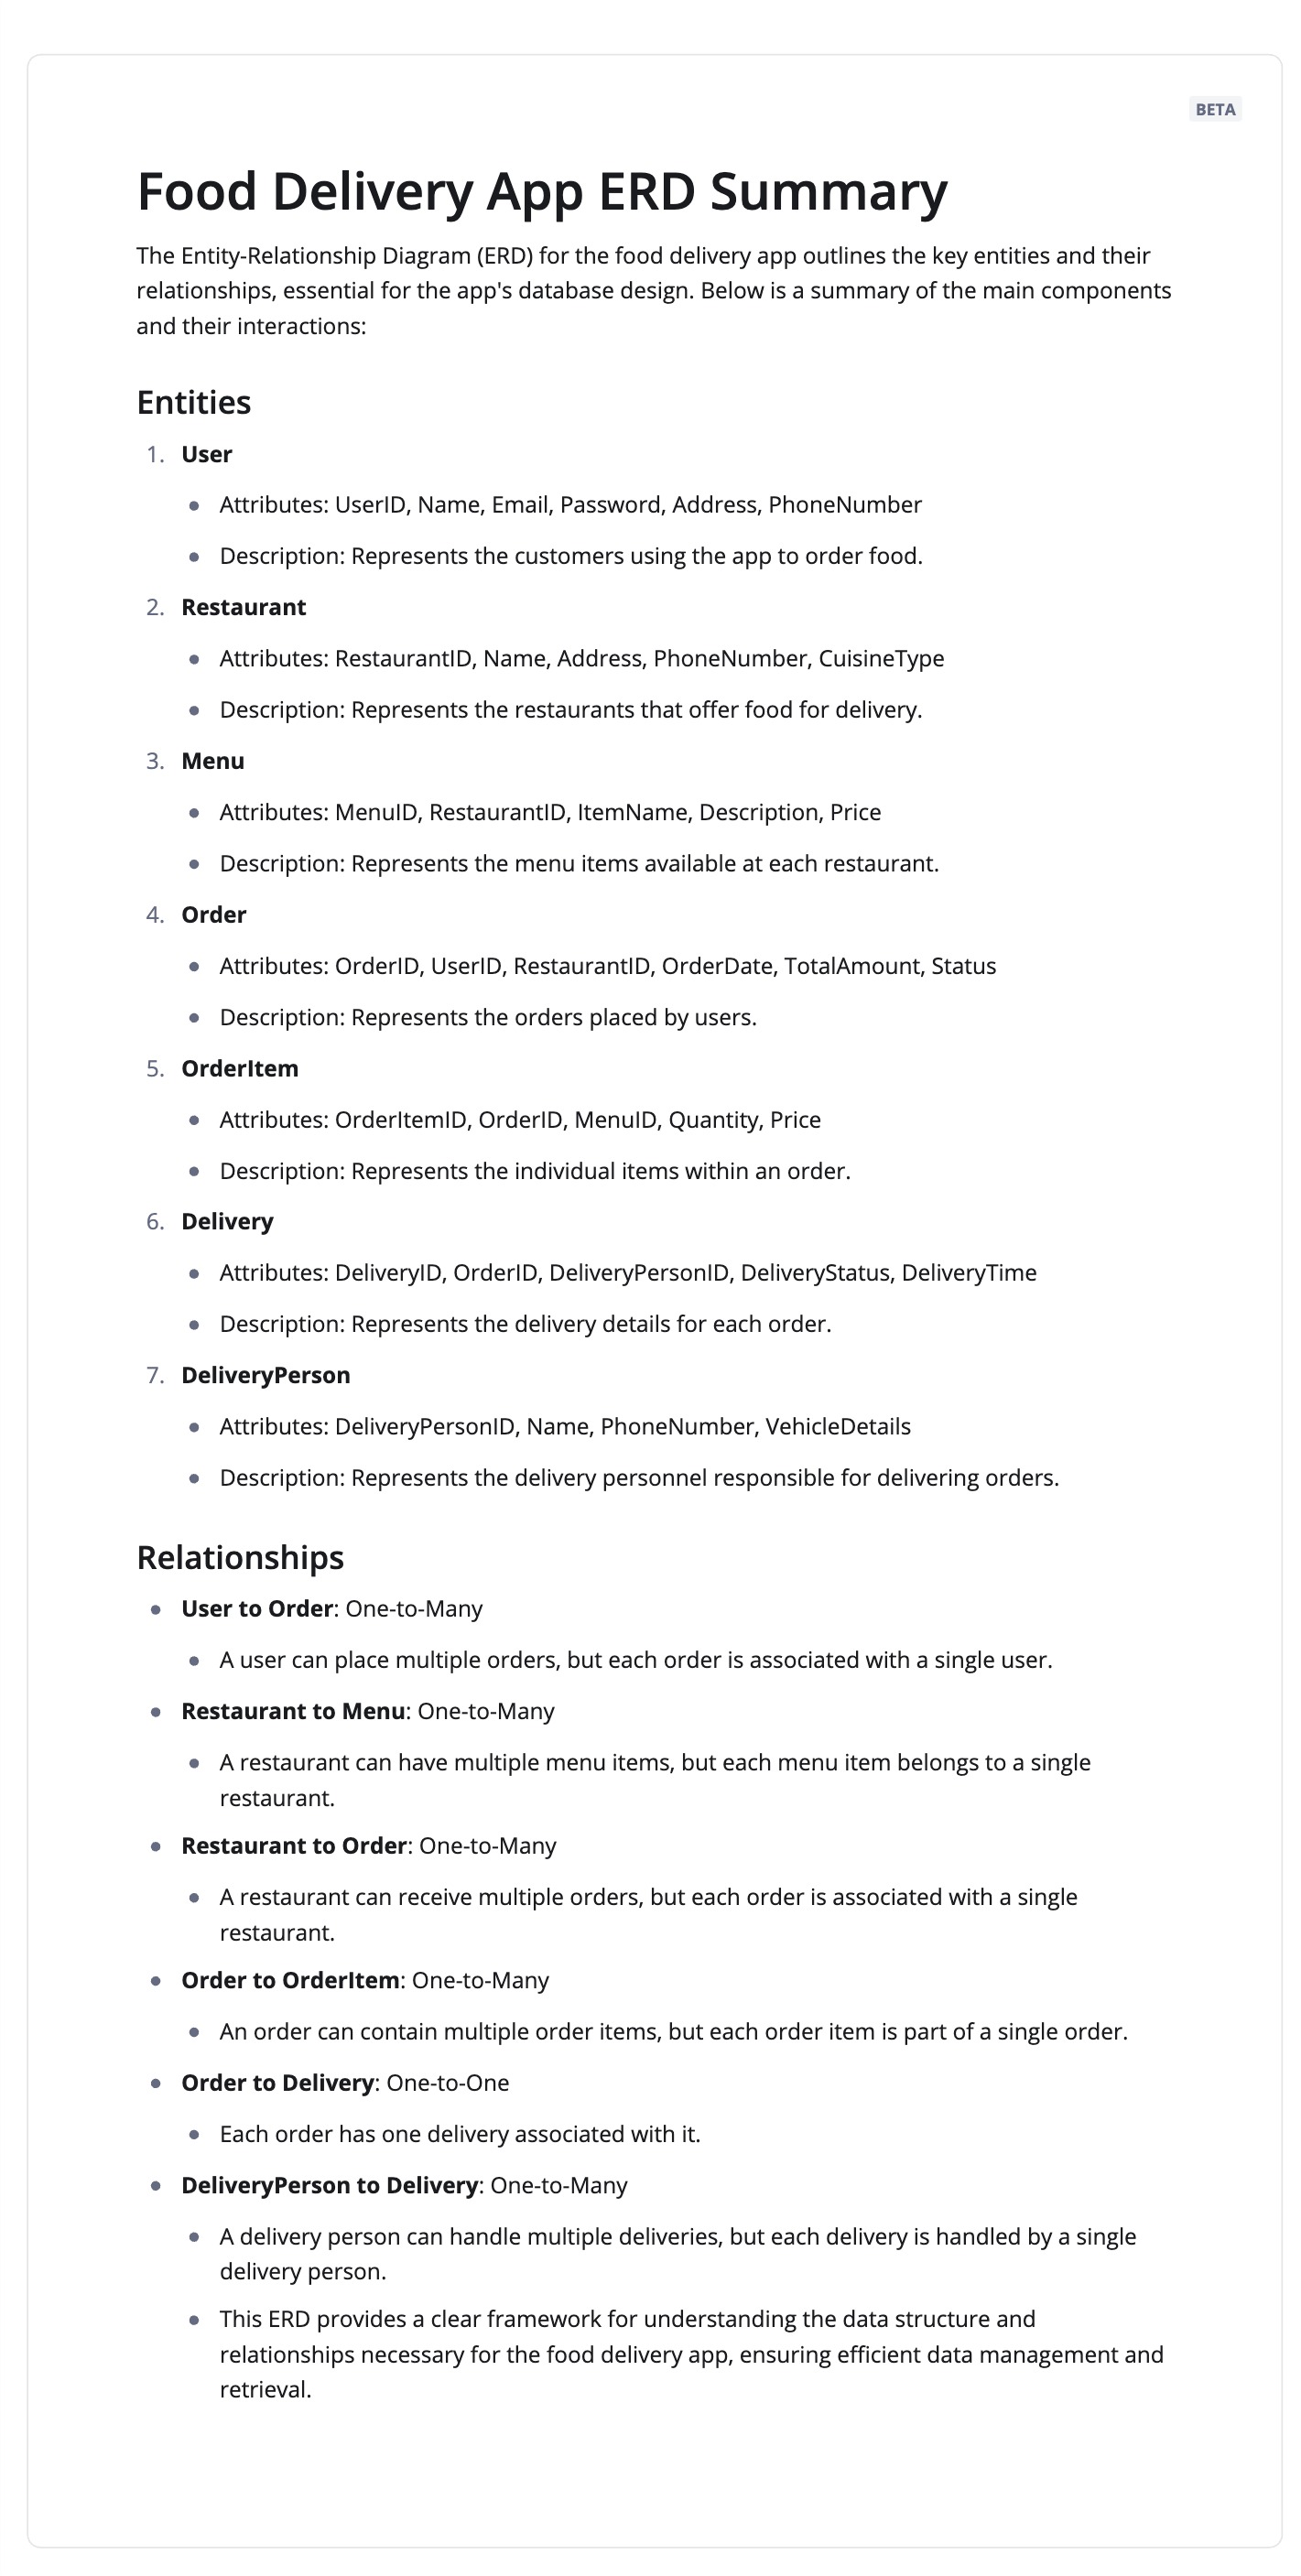 BETA
Food Delivery App ERD Summary
The Entity-Relationship Diagram (ERD) for the food delivery app outlines the key entities and their
relationships, essential for the app's database design. Below is a summary of the main components
and their interactions:
Entities
1. User
● Attributes: UserID, Name, Email, Password, Address, PhoneNumber
● Description: Represents the customers using the app to order food.
2. Restaurant
● Attributes: RestaurantID, Name, Address, PhoneNumber, CuisineType
● Description: Represents the restaurants that offer food for delivery.
3. Menu
● Attributes: MenuID, RestaurantID, ItemName, Description, Price
● Description: Represents the menu items available at each restaurant.
4. Order
● Attributes: OrderID, UserID, RestaurantID, OrderDate, TotalAmount, Status
● Description: Represents the orders placed by users.
5. OrderItem
● Attributes: OrderItemID, OrderID, MenuID, Quantity, Price
● Description: Represents the individual items within an order.
6. Delivery
● Attributes: DeliveryID, OrderID, DeliveryPersonID, DeliveryStatus, DeliveryTime
● Description: Represents the delivery details for each order.
7. DeliveryPerson
● Attributes: DeliveryPersonID, Name, PhoneNumber, VehicleDetails
● Description: Represents the delivery personnel responsible for delivering orders.
Relationships
● User to Order: One-to-Many
● A user can place multiple orders, but each order is associated with a single user.
● Restaurant to Menu: One-to-Many
● A restaurant can have multiple menu items, but each menu item belongs to a single
restaurant.
● Restaurant to Order: One-to-Many
● A restaurant can receive multiple orders, but each order is associated with a single
restaurant.
● Order to OrderItem: One-to-Many
● An order can contain multiple order items, but each order item is part of a single order.
● Order to Delivery: One-to-One
● Each order has one delivery associated with it.
● DeliveryPerson to Delivery: One-to-Many
● A delivery person can handle multiple deliveries, but each delivery is handled by a single
delivery person.
● This ERD provides a clear framework for understanding the data structure and
relationships necessary for the food delivery app, ensuring efficient data management and
retrieval.